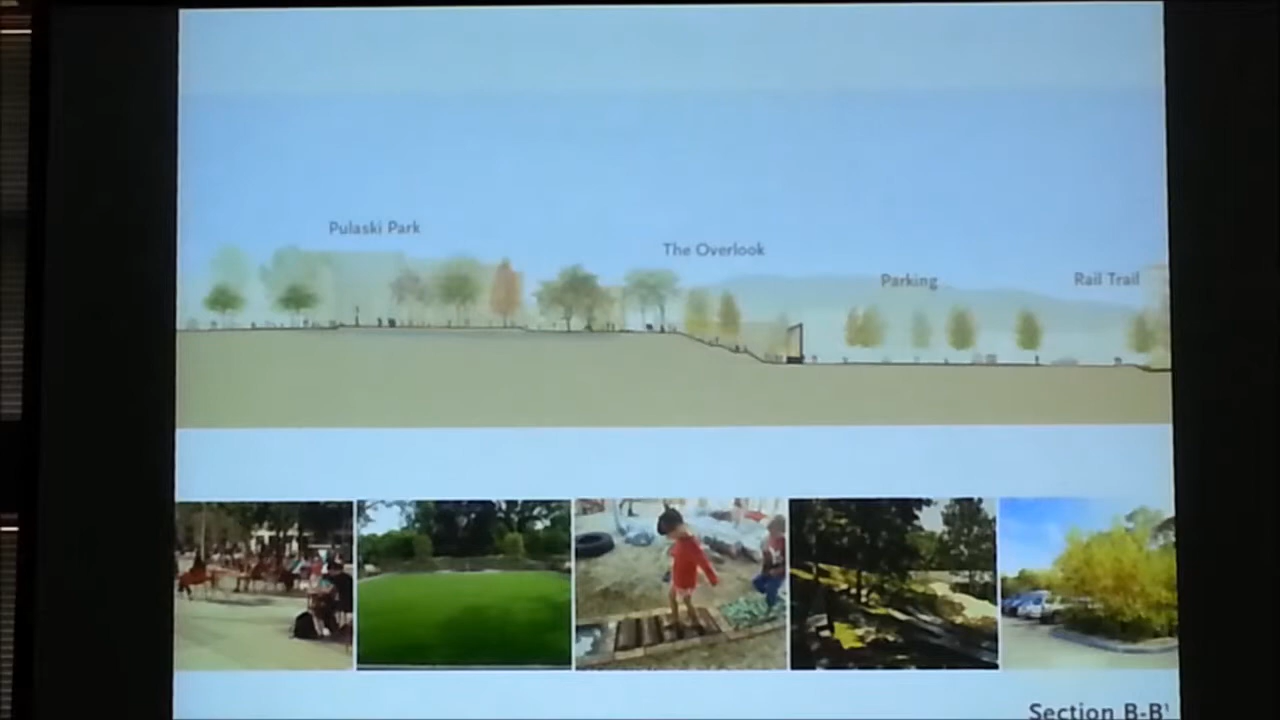 Pulaski Park
The Overlook
Parking
Rail Trail
Section B-B'